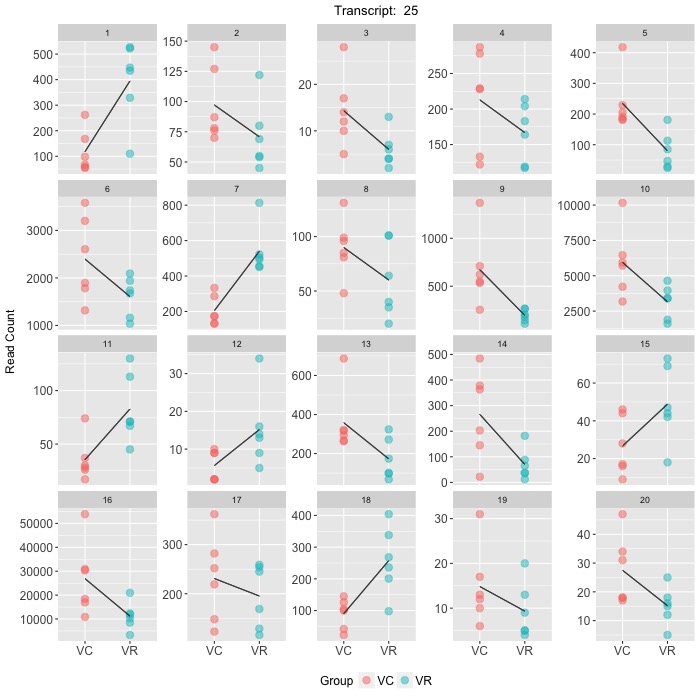 Transcript: 25
1 2 3 4 5
500 400 300 200 100
150 125 100 75 50
20 10
250 200 150
400 300 200 100
6 7 8 9 10
3000 2000 1000
800 600 400 200
100 50
1000 500
10000 7500 5000 2500
Read Count
11 12 13 14 15
100 50
30 20 10
600 400 200
500 400 300 200 100 0
60 40 20
16 17 18 19 20
50000 40000 30000 20000 10000
300 200
400 300 200 100
30 20 10
40 30 20 10
VC VR VC VR VC VR VC VR VC VR
Group VC VR